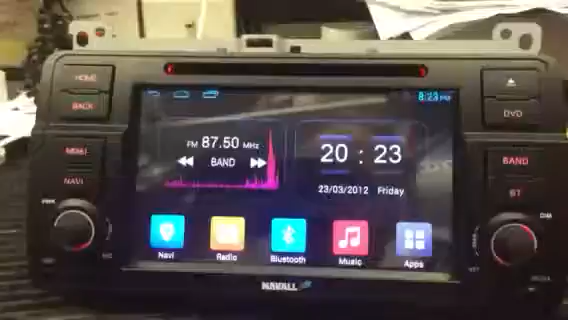 HOME
BACK
MENU
NAVI
8:23 PM
FM 87.50 MHz
BAND
20 : 23
23/03/2012 Friday
Navi
Radio
Bluetooth
Music
Apps
DVD
BAND
BT
DIM